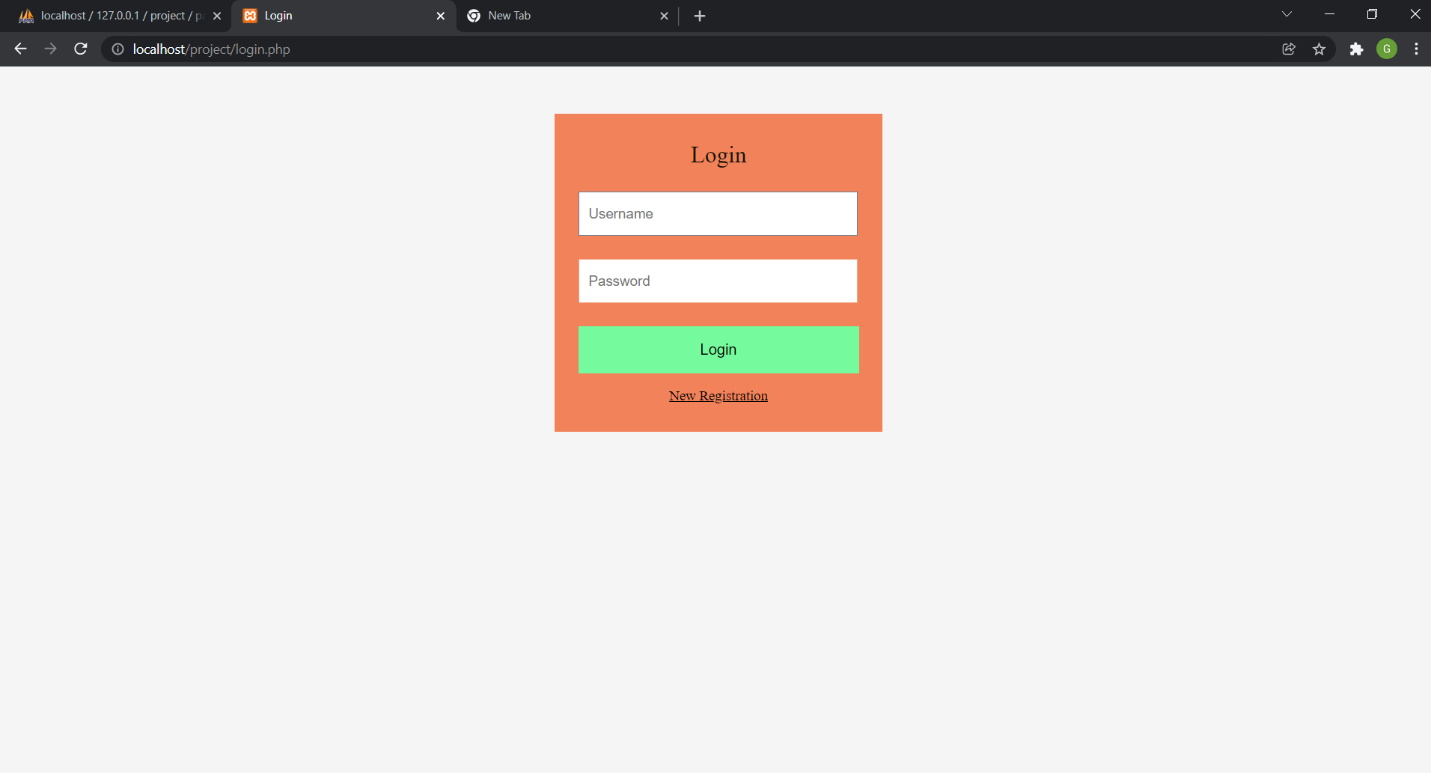 localhost / 127.0.0.1 / project /
Login
New Tab
localhost/project/login.php
G
Login
Username
Password
Login
New Registration